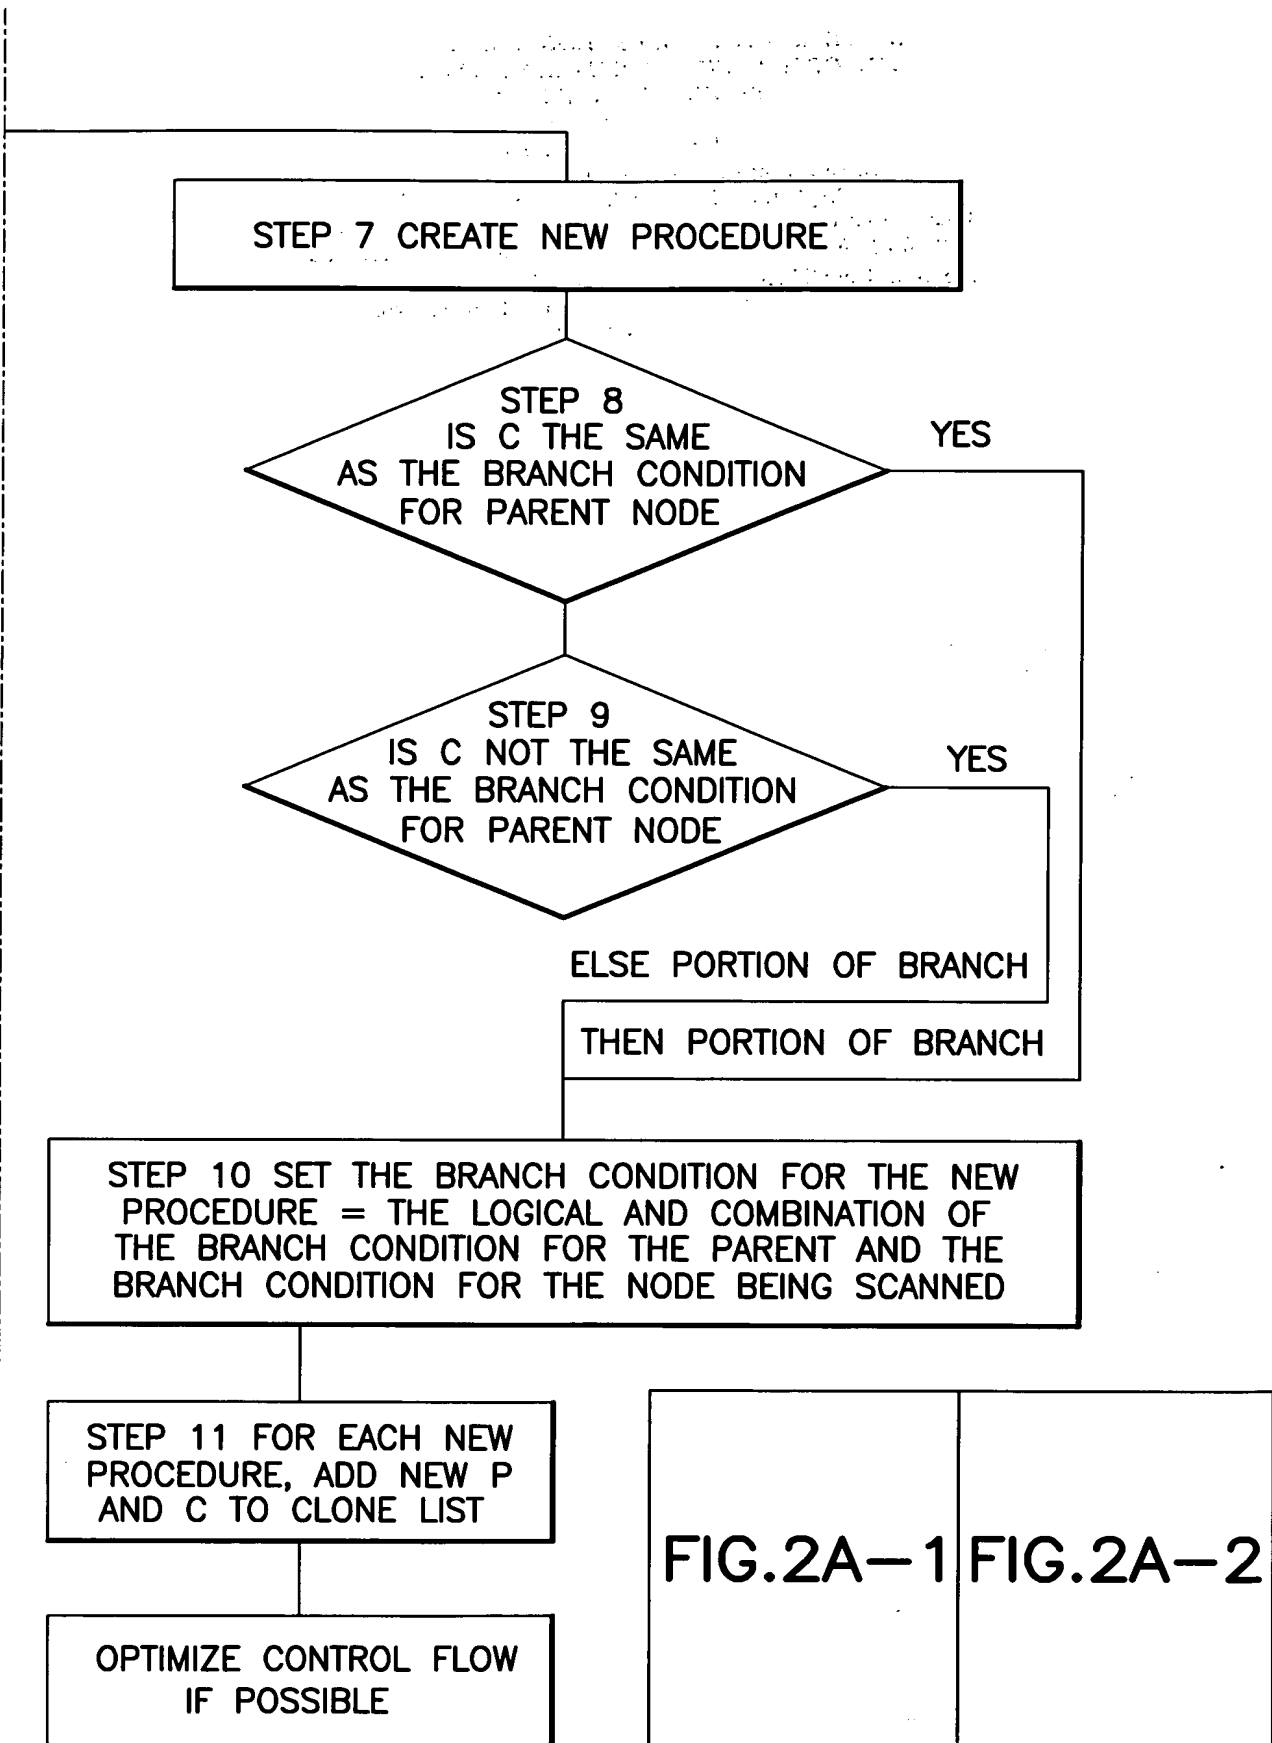 STEP 7 CREATE NEW PROCEDURE
STEP 8
IS C THE SAME
AS THE BRANCH CONDITION
FOR PARENT NODE
YES
STEP 9
IS C NOT THE SAME
AS THE BRANCH CONDITION
FOR PARENT NODE
YES
ELSE PORTION OF BRANCH
THEN PORTION OF BRANCH
STEP 10 SET THE BRANCH CONDITION FOR THE NEW
PROCEDURE = THE LOGICAL AND COMBINATION OF
THE BRANCH CONDITION FOR THE PARENT AND THE
BRANCH CONDITION FOR THE NODE BEING SCANNED
STEP 11 FOR EACH NEW
PROCEDURE, ADD NEW P
AND C TO CLONE LIST
OPTIMIZE CONTROL FLOW
IF POSSIBLE
FIG.2A-1
FIG.2A-2